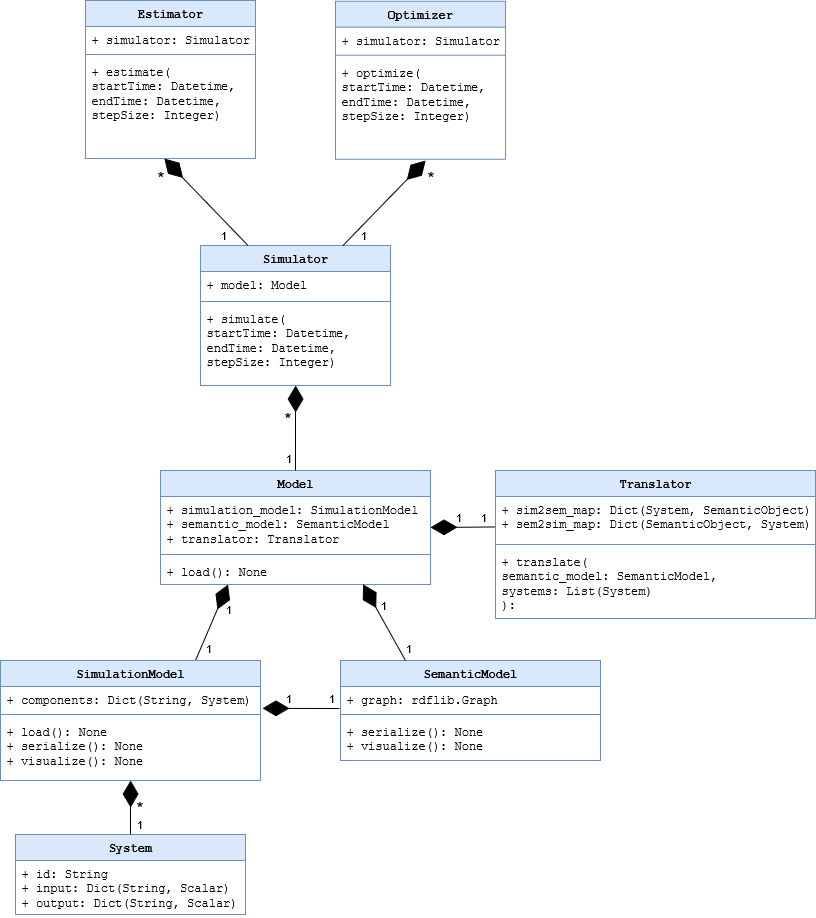 Estimator
+ simulator: Simulator
+ estimate(
startTime: Datetime,
endTime: Datetime,
stepSize: Integer)
Optimizer
+ simulator: Simulator
+ optimize(
startTime: Datetime,
endTime: Datetime,
stepSize: Integer)
*
*
1
1
Simulator
+ model: Model
+ simulate(
startTime: Datetime,
endTime: Datetime,
stepSize: Integer)
*
1
Model
+ simulation_model: SimulationModel
+ semantic_model: SemanticModel
+ translator: Translator
+ load(): None
1
1
Translator
+ sim2sem_map: Dict(System, SemanticObject)
+ sem2sim_map: Dict(SemanticObject, System)
+ translate(
semantic_model: SemanticModel,
systems: List(System)
):
1
1
1
1
SimulationModel
+ components: Dict(String, System)
+ load(): None
+ serialize(): None
+ visualize(): None
1
1
SemanticModel
+ graph: rdflib.Graph
+ serialize(): None
+ visualize(): None
*
1
System
+ id: String
+ input: Dict(String, Scalar)
+ output: Dict(String, Scalar)